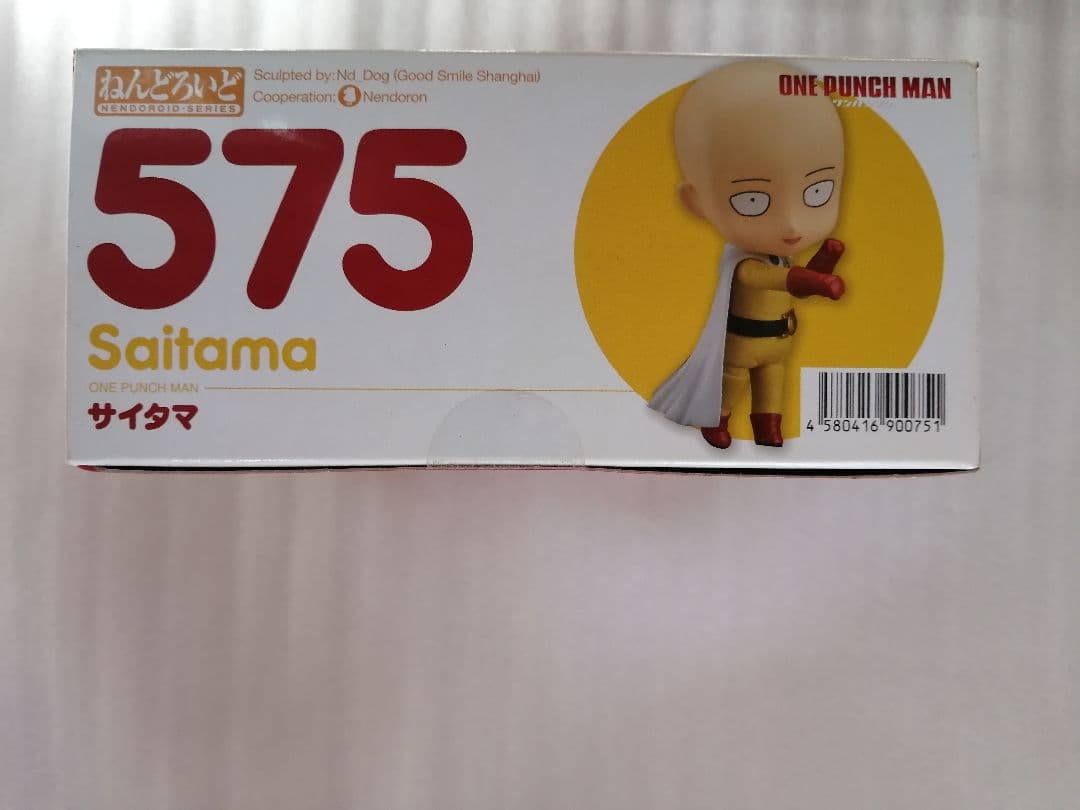 ねんどろいど
NENDOROID·SERIES
Sculpted by: Nd_Dog (Good Smile Shanghai)
Cooperation: Nendoron
ONE PUNCH MAN
575
Saitama
ONE PUNCH MAN
サイタマ
4 580416 900751